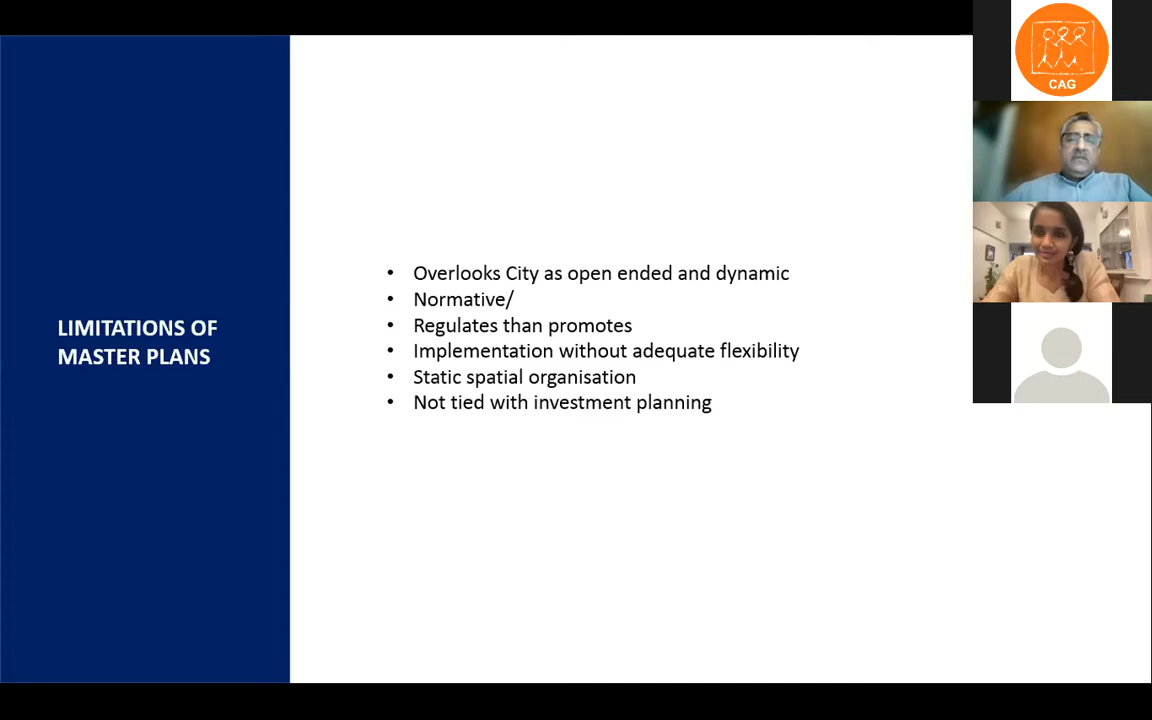 LIMITATIONS OF
MASTER PLANS
• Overlooks City as open ended and dynamic
• Normative/
• Regulates than promotes
• Implementation without adequate flexibility
• Static spatial organisation
• Not tied with investment planning
CAG